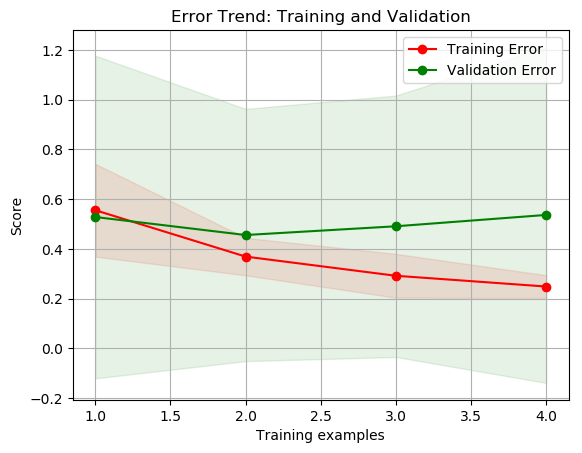 Error Trend: Training and Validation
Training Error
Validation Error
1.2
1.0
0.8
0.6
0.4
0.2
0.0
−0.2
Score
1.0 1.5 2.0 2.5 3.0 3.5 4.0
Training examples